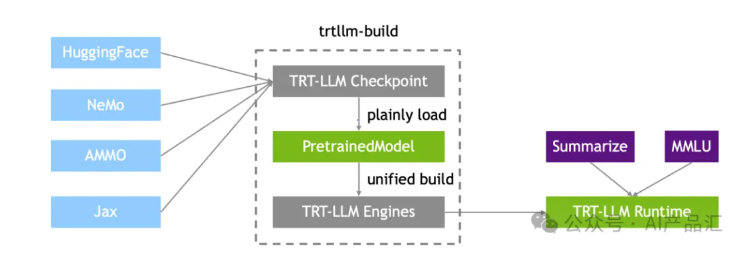 trtllm-build
HuggingFace
NeMo
AMMO
Jax
TRT-LLM Checkpoint
plainly load
PretrainedModel
unified build
TRT-LLM Engines
Summarize
MMLU
TRT-LLM Runtime
公众号·AI产品汇